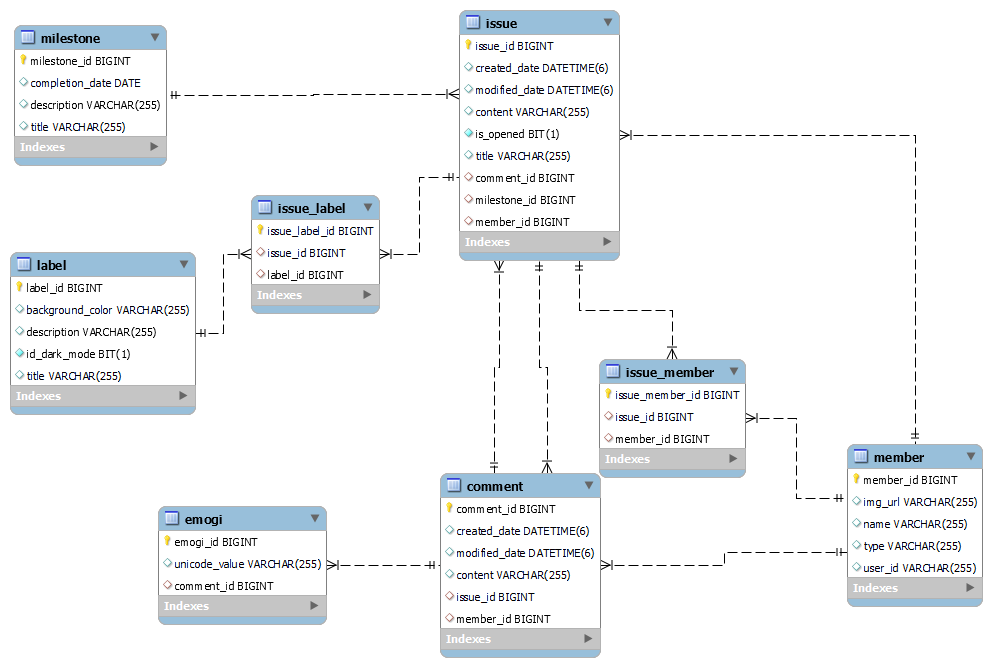 milestone
milestone_id BIGINT
completion_date DATE
description VARCHAR(255)
title VARCHAR(255)
Indexes
issue
issue_id BIGINT
created_date DATETIME(6)
modified_date DATETIME(6)
content VARCHAR(255)
is_opened BIT(1)
title VARCHAR(255)
comment_id BIGINT
milestone_id BIGINT
member_id BIGINT
Indexes
issue_label
issue_label_id BIGINT
issue_id BIGINT
label_id BIGINT
Indexes
label
label_id BIGINT
background_color VARCHAR(255)
description VARCHAR(255)
id_dark_mode BIT(1)
title VARCHAR(255)
Indexes
issue_member
issue_member_id BIGINT
issue_id BIGINT
member_id BIGINT
Indexes
member
member_id BIGINT
img_url VARCHAR(255)
name VARCHAR(255)
type VARCHAR(255)
user_id VARCHAR(255)
Indexes
comment
comment_id BIGINT
created_date DATETIME(6)
modified_date DATETIME(6)
content VARCHAR(255)
issue_id BIGINT
member_id BIGINT
Indexes
emogi
emogi_id BIGINT
unicode_value VARCHAR(255)
comment_id BIGINT
Indexes